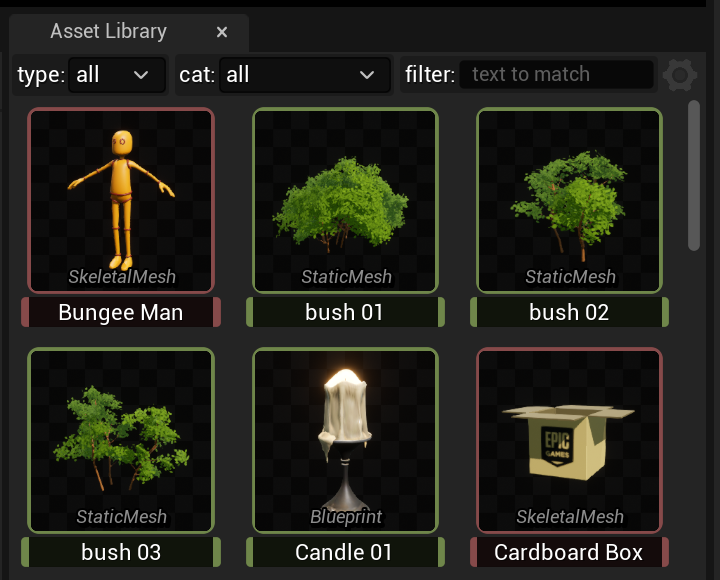 Asset Library ×
type: all cat: all filter: text to match
SkeletalMesh StaticMesh StaticMesh
Bungee Man bush 01 bush 02
EPIC
GAMES
StaticMesh Blueprint SkeletalMesh
bush 03 Candle 01 Cardboard Box